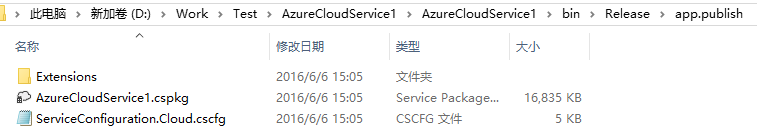 此电脑 › 新加卷 (D:) › Work › Test › AzureCloudService1 › AzureCloudService1 › bin › Release › app.publish
名称 修改日期 类型 大小
Extensions 2016/6/6 15:05 文件夹
AzureCloudService1.cspkg 2016/6/6 15:05 Service Package... 16,835 KB
ServiceConfiguration.Cloud.cscfg 2016/6/6 15:05 CSCFG 文件 5 KB